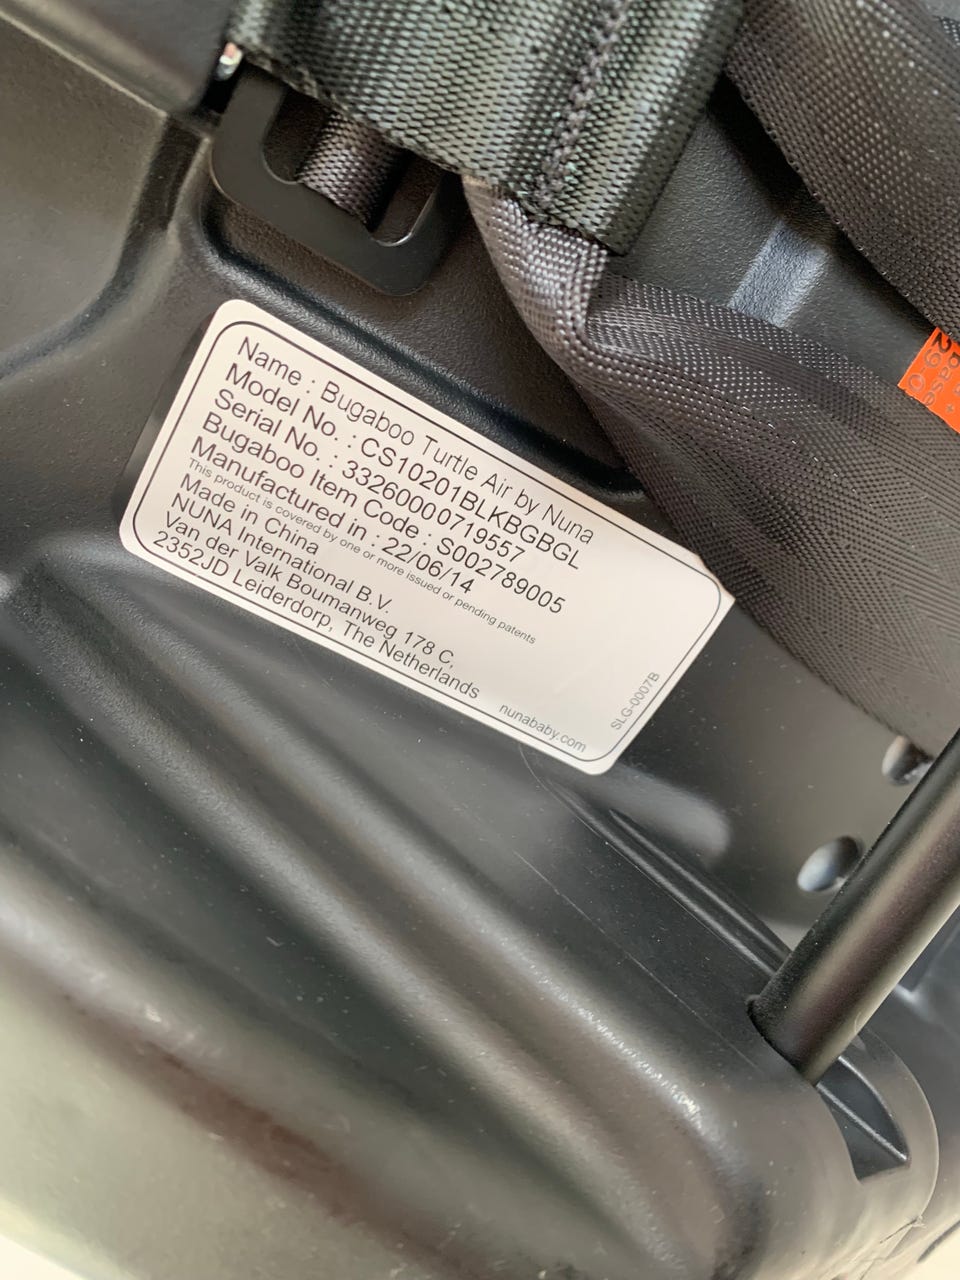 Name : Bugaboo Turtle Air by Nuna
Model No. : CS10201BLKBGBGL
Serial No. : 3326000719557
Bugaboo Item Code : S002789005
Manufactured in : 22/06/14
This product is covered by one or more issued or pending patents
Made in China
NUNA International B.V.
Van der Valk Boumanweg 178 C,
2352JD Leiderdorp, The Netherlands
nunababy.com
SLG-0007B